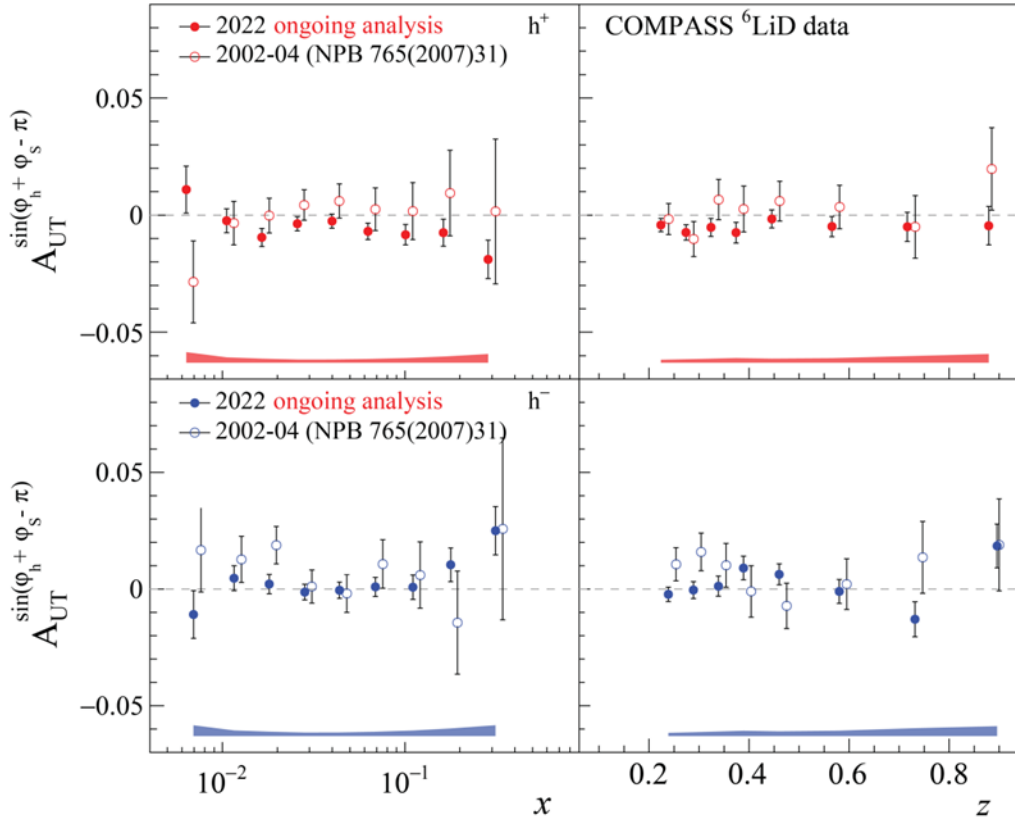 2022 ongoing analysis
2002-04 (NPB 765(2007)31)
h⁺
COMPASS ⁶LiD data
A_UT^sin(φ_h + φ_S - π)
0.05
0
−0.05
2022 ongoing analysis
2002-04 (NPB 765(2007)31)
h⁻
A_UT^sin(φ_h + φ_S - π)
0.05
0
−0.05
10⁻²
10⁻¹
x
0.2
0.4
0.6
0.8
z